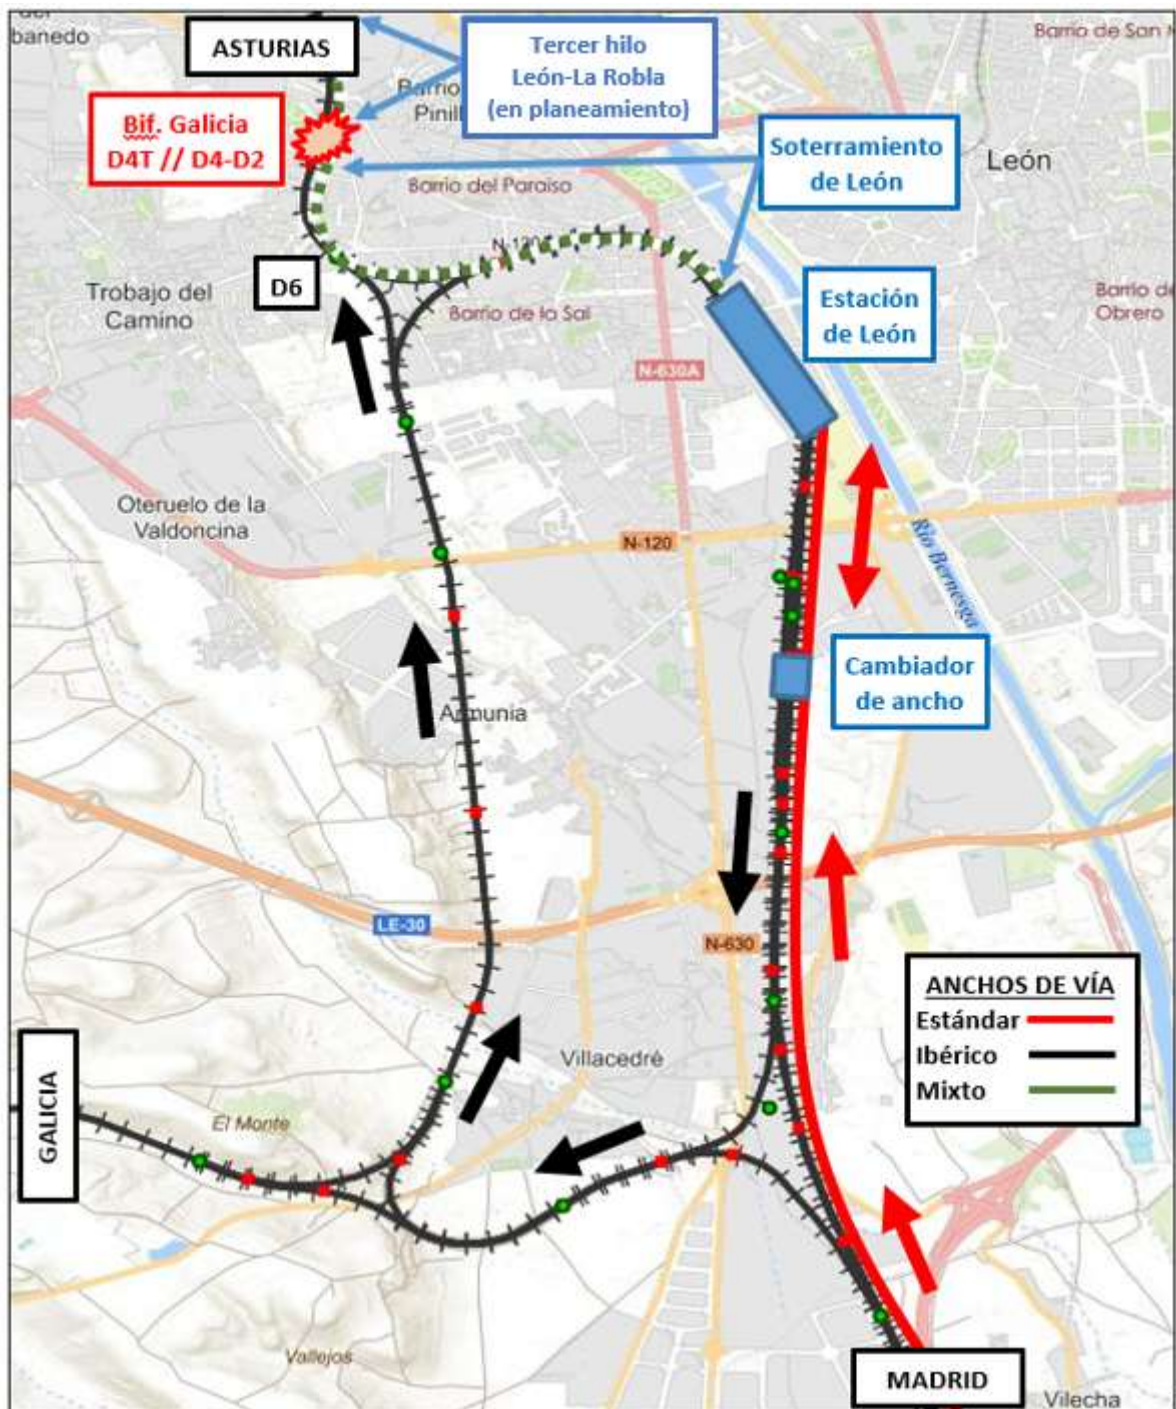 banedo
ASTURIAS
Tercer hilo
León-La Robla
(en planeamiento)
Barrio de San
Bif. Galicia
D4T // D4-D2
Soterramiento
de León
León
Barrio del Paraíso
D6
Trobajo del
Camino
Barrio de la Sal
Estación
de León
Barrio de
Obrero
N-630A
Oteruelo de la
Valdoncina
N-120
Río Bernesga
Cambiador
de ancho
Armunia
LE-30
N-630
ANCHOS DE VÍA
Estándar
Ibérico
Mixto
GALICIA
El Monte
Villacedré
Vallejos
MADRID
Vilecha